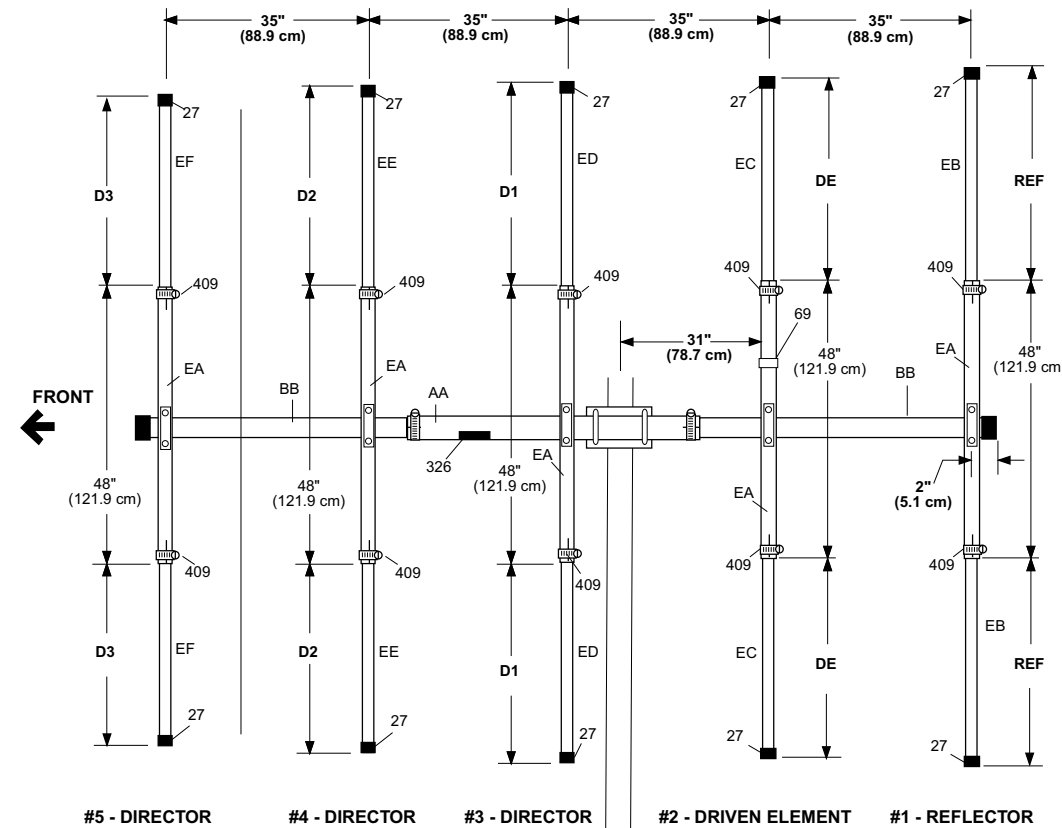 35"
(88.9 cm)
35"
(88.9 cm)
35"
(88.9 cm)
35"
(88.9 cm)
27
27
27
27
27
EF
EE
ED
EC
EB
D3
D2
D1
DE
REF
409
409
409
409
409
31"
(78.7 cm)
69
48"
(121.9 cm)
48"
(121.9 cm
EA
EA
EA
FRONT
BB
AA
BB
326
EA
EA
48"
(121.9 cm)
48"
(121.9 cm)
48"
(121.9 cm)
2"
(5.1 cm)
409
409
409
409
409
D3
D2
D1
DE
REF
EF
EE
ED
EC
EB
27
27
27
27
27
#5 - DIRECTOR
#4 - DIRECTOR
#3 - DIRECTOR
#2 - DRIVEN ELEMENT
#1 - REFLECTOR